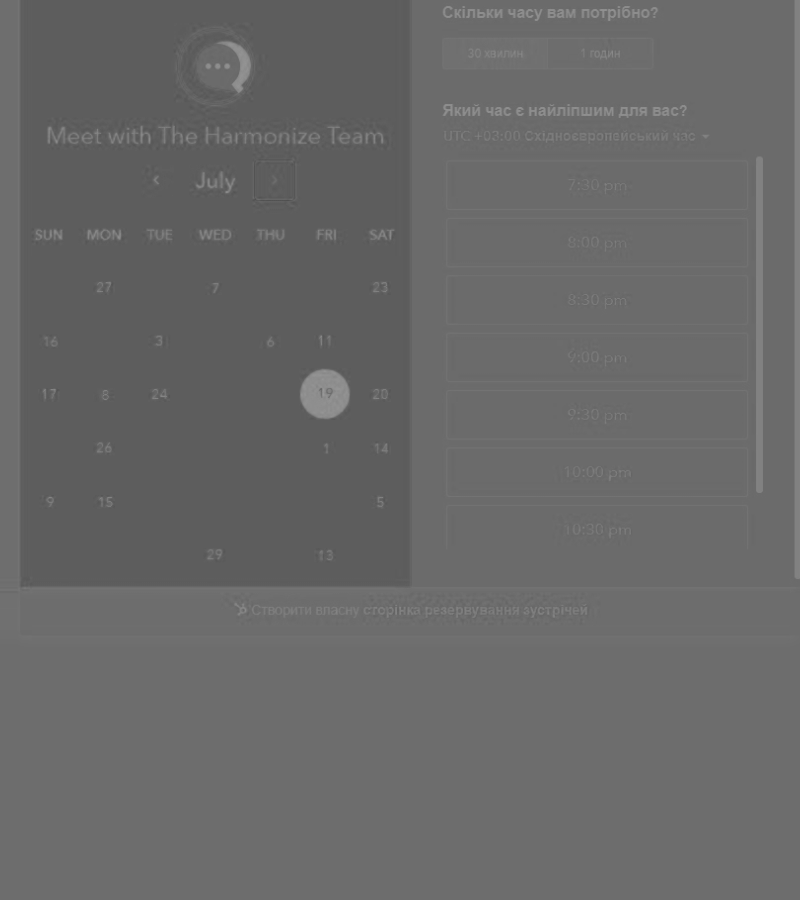 Meet with The Harmonize Team
July
SUN MON TUE WED THU FRI SAT
27 7 23
16 3 6 11
17 8 24 19 20
26 1 14
9 15 5
29 13
Скільки часу вам потрібно?
30 хвилин 1 годин
Який час є найліпшим для вас?
UTC +03:00 Східноєвропейський час
7:30 pm
8:00 pm
8:30 pm
9:00 pm
9:30 pm
10:00 pm
10:30 pm
Створити власну сторінка резервування зустрічей